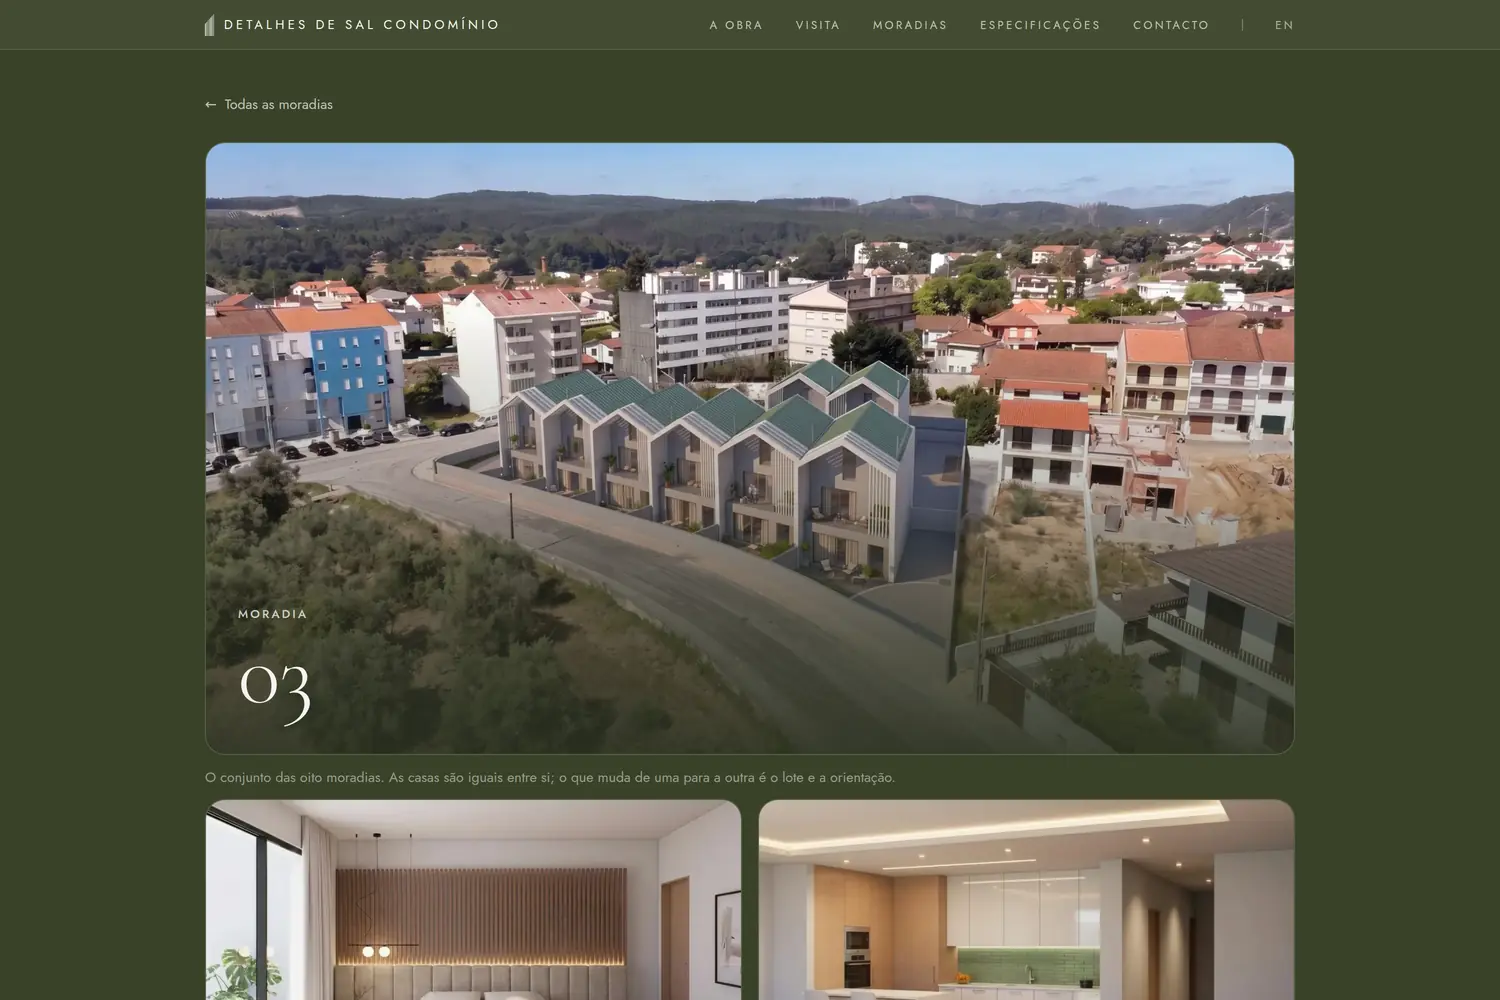 DETALHES DE SAL CONDOMÍNIO
A OBRA
VISITA
MORADIAS
ESPECIFICAÇÕES
CONTACTO
|
EN
← Todas as moradias
MORADIA
03
O conjunto das oito moradias. As casas são iguais entre si; o que muda de uma para a outra é o lote e a orientação.